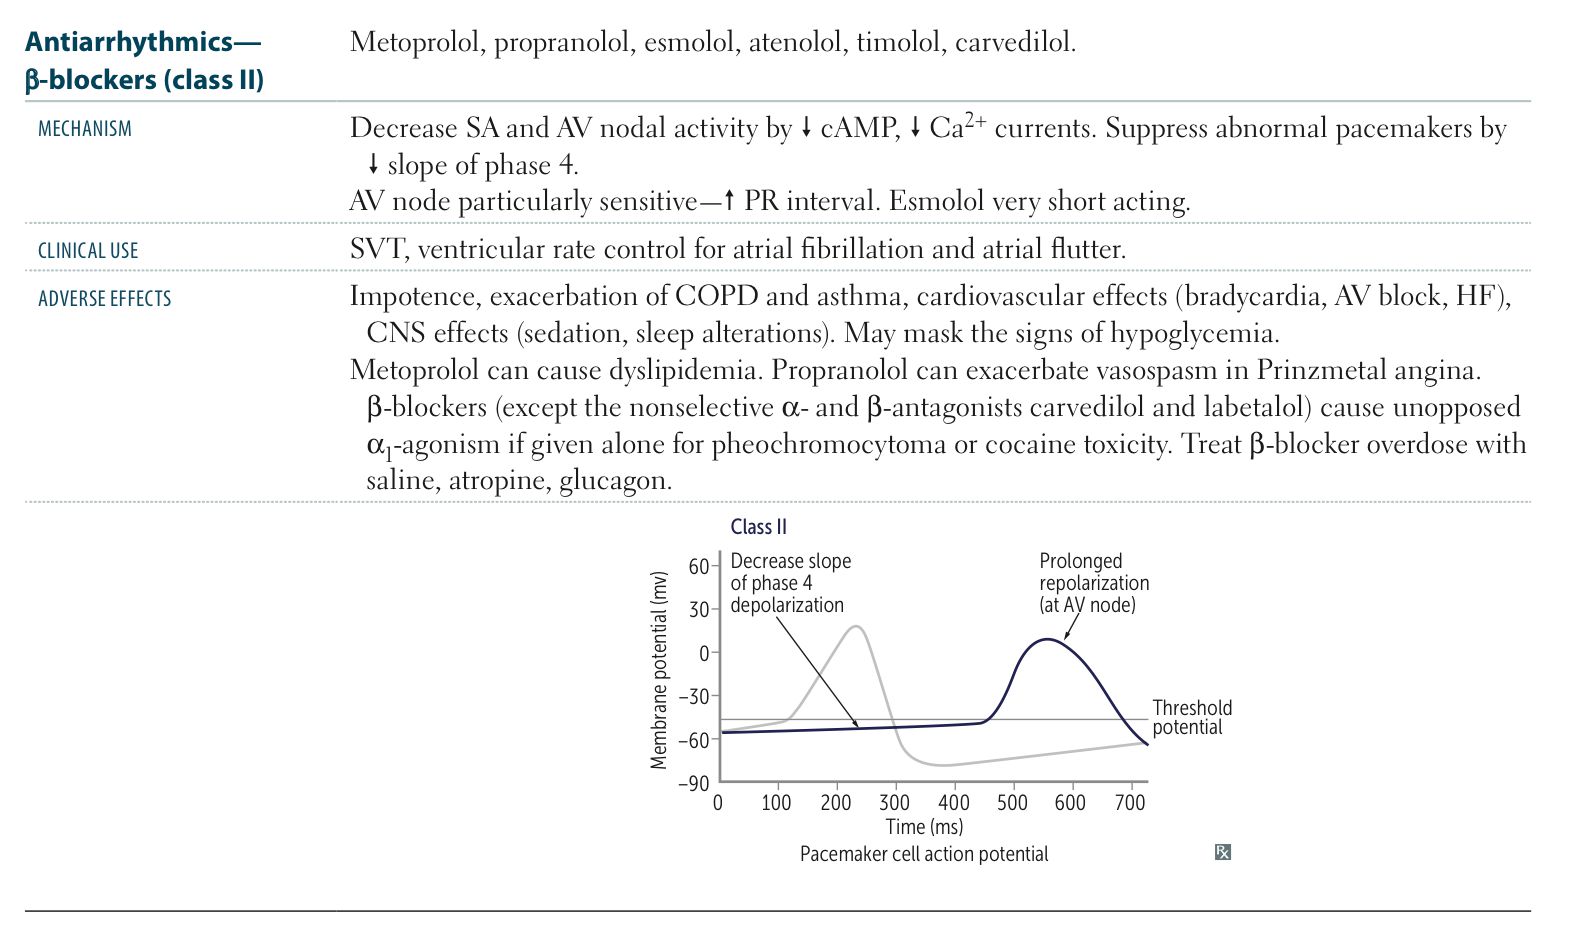 Antiarrhythmics—
β-blockers (class II)
Metoprolol, propranolol, esmolol, atenolol, timolol, carvedilol.
MECHANISM
Decrease SA and AV nodal activity by ↓ cAMP, ↓ Ca²⁺ currents. Suppress abnormal pacemakers by
↓ slope of phase 4.
AV node particularly sensitive—↑ PR interval. Esmolol very short acting.
CLINICAL USE
SVT, ventricular rate control for atrial fibrillation and atrial flutter.
ADVERSE EFFECTS
Impotence, exacerbation of COPD and asthma, cardiovascular effects (bradycardia, AV block, HF),
CNS effects (sedation, sleep alterations). May mask the signs of hypoglycemia.
Metoprolol can cause dyslipidemia. Propranolol can exacerbate vasospasm in Prinzmetal angina.
β-blockers (except the nonselective α- and β-antagonists carvedilol and labetalol) cause unopposed
α₁-agonism if given alone for pheochromocytoma or cocaine toxicity. Treat β-blocker overdose with
saline, atropine, glucagon.
Class II
Decrease slope
of phase 4
depolarization
Prolonged
repolarization
(at AV node)
Membrane potential (mv)
60
30
0
−30
−60
−90
Threshold
potential
0 100 200 300 400 500 600 700
Time (ms)
Pacemaker cell action potential
Rx